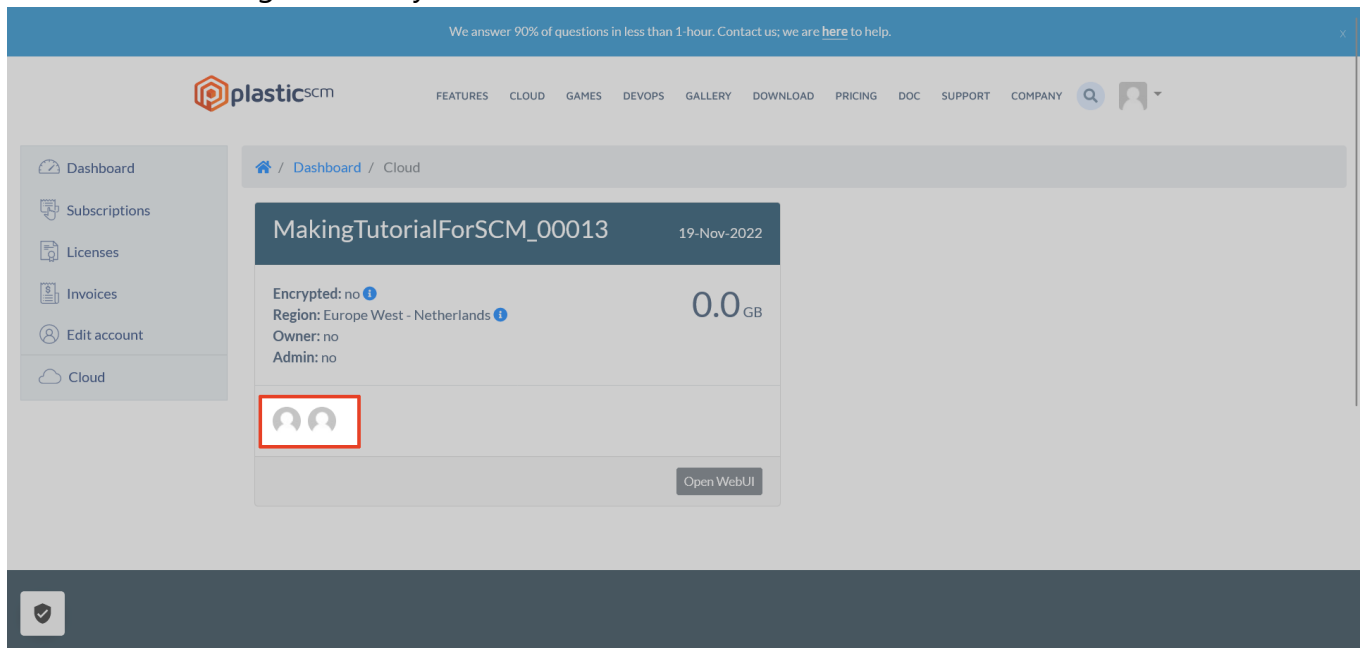 We answer 90% of questions in less than 1-hour. Contact us; we are here to help.
x
plasticscm
FEATURES CLOUD GAMES DEVOPS GALLERY DOWNLOAD PRICING DOC SUPPORT COMPANY
Dashboard
Subscriptions
Licenses
Invoices
Edit account
Cloud
/ Dashboard / Cloud
MakingTutorialForSCM_00013 19-Nov-2022
Encrypted: no
Region: Europe West - Netherlands
Owner: no
Admin: no
0.0 GB
Open WebUI